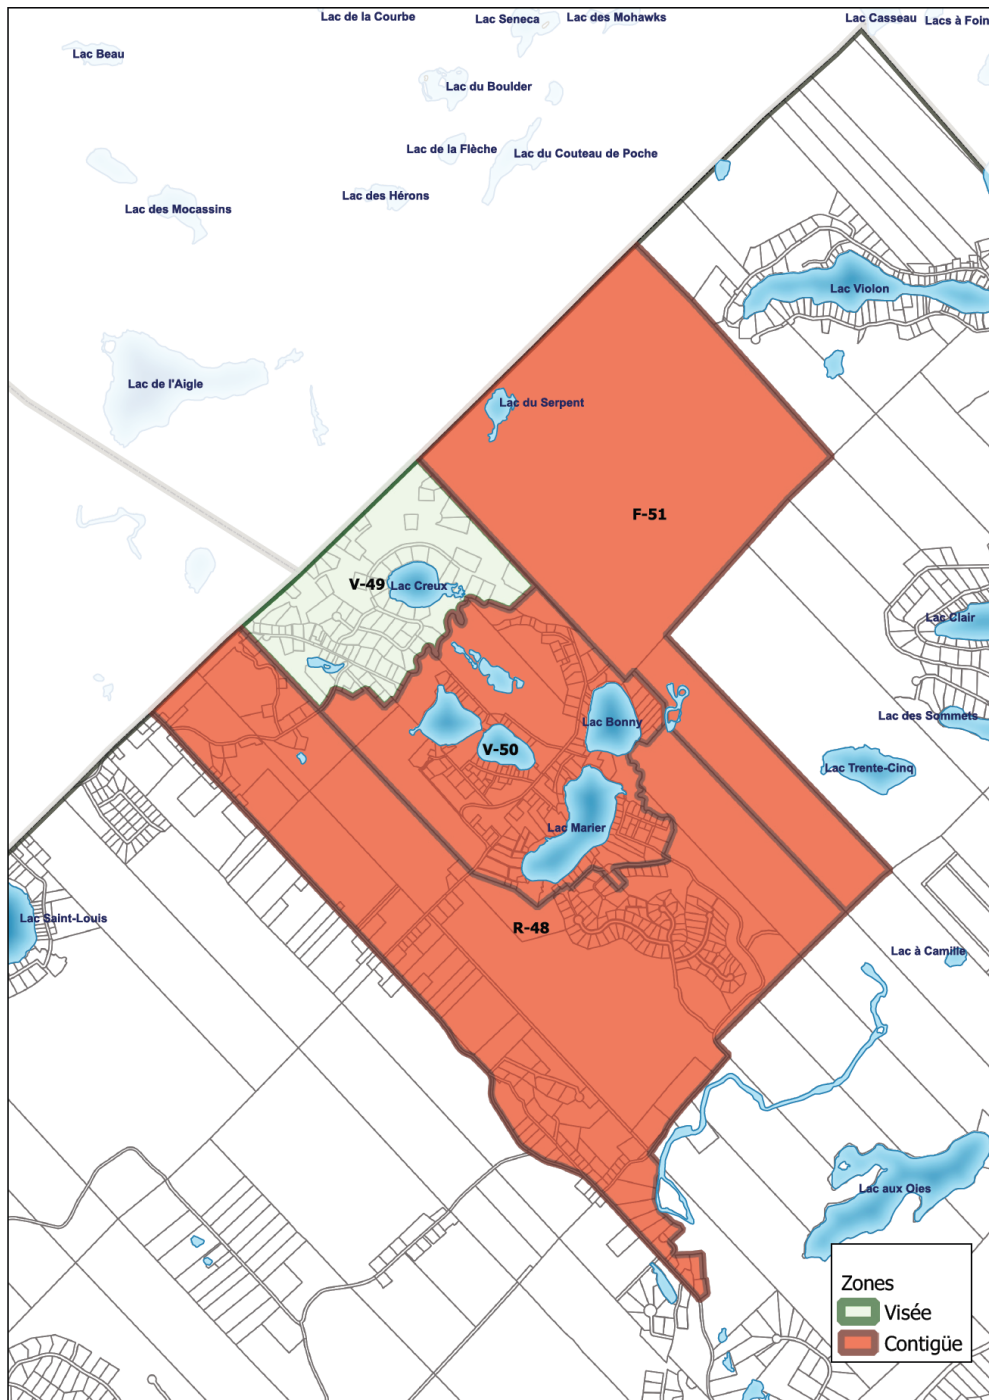 Lac de la Courbe
Lac Seneca
Lac des Mohawks
Lac Casseau
Lacs à Foin
Lac Beau
Lac du Boulder
Lac de la Flèche
Lac du Couteau de Poche
Lac des Hérons
Lac des Mocassins
Lac Violon
Lac de l'Aigle
Lac du Serpent
F-51
V-49
Lac Creux
Lac Clair
Lac des Sommets
Lac Bonny
V-50
Lac Trente-Cinq
Lac Marier
Lac Saint-Louis
R-48
Lac à Camille
Lac aux Oies
Zones
Visée
Contigüe